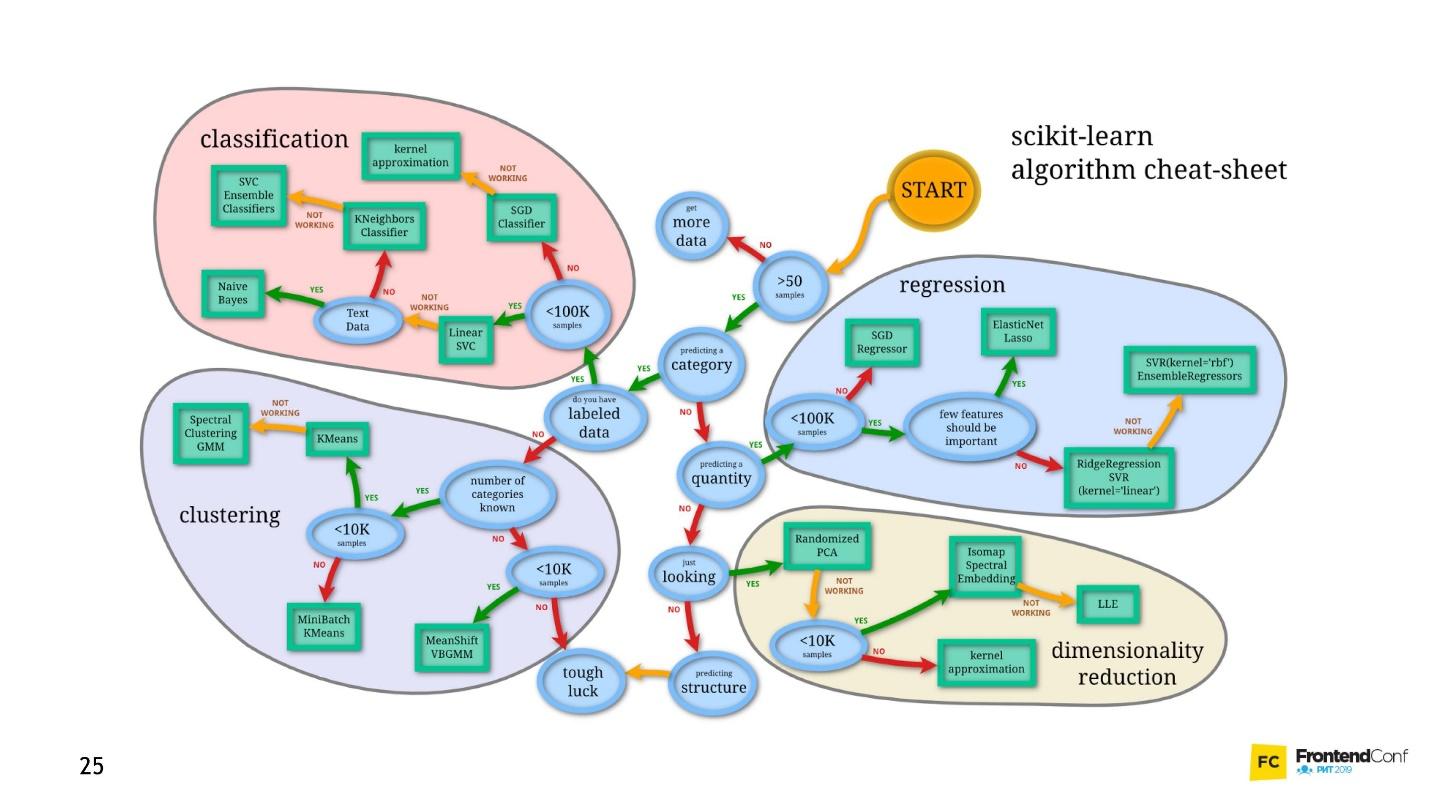 scikit-learn
algorithm cheat-sheet
START
get
more
data
NO
>50
samples
YES
predicting a
category
YES
NO
do you have
labeled
data
YES
NO
predicting a
quantity
YES
NO
just
looking
YES
NO
predicting
structure
tough
luck
classification
kernel
approximation
NOT
WORKING
SGD
Classifier
NO
<100K
samples
YES
Linear
SVC
NOT
WORKING
Text
Data
YES
Naive
Bayes
NO
KNeighbors
Classifier
NOT
WORKING
SVC
Ensemble
Classifiers
regression
SGD
Regressor
NO
<100K
samples
YES
few features
should be
important
YES
ElasticNet
Lasso
NO
RidgeRegression
SVR
(kernel='linear')
NOT
WORKING
SVR(kernel='rbf')
EnsembleRegressors
clustering
number of
categories
known
YES
NO
<10K
samples
YES
KMeans
NOT
WORKING
Spectral
Clustering
GMM
NO
MiniBatch
KMeans
<10K
samples
YES
MeanShift
VBGMM
NO
dimensionality
reduction
Randomized
PCA
NOT
WORKING
<10K
samples
YES
Isomap
Spectral
Embedding
NOT
WORKING
LLE
NO
kernel
approximation
25
FC
FrontendConf
РИТ 2019